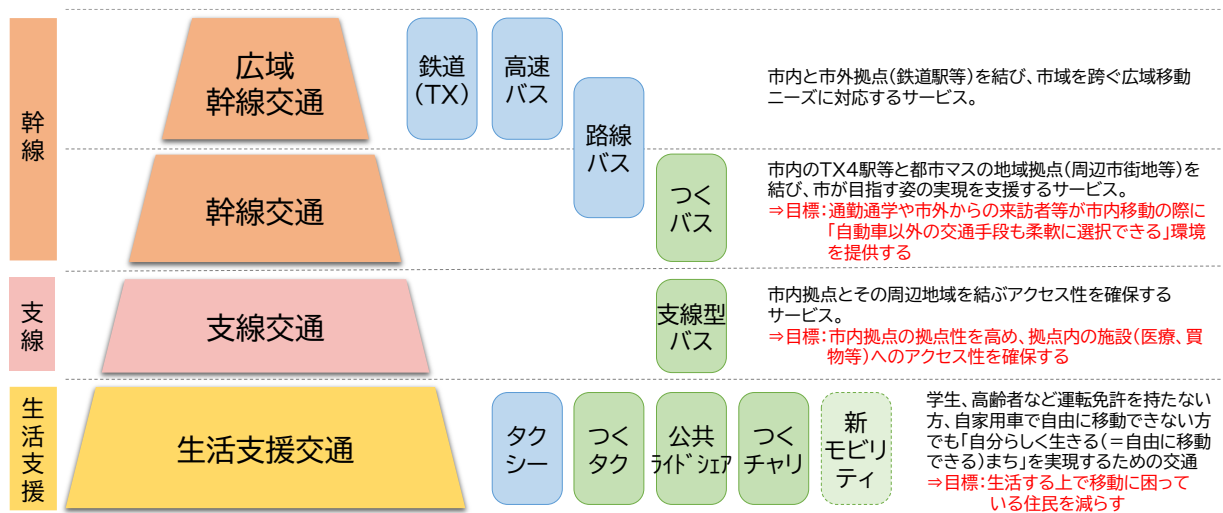 幹
線
広域
幹線交通
鉄道
(TX)
高速
バス
路線
バス
市内と市外拠点(鉄道駅等)を結び、市域を跨ぐ広域移動
ニーズに対応するサービス。
幹線交通
つく
バス
市内のTX4駅等と都市マスの地域拠点(周辺市街地等)を
結び、市が目指す姿の実現を支援するサービス。
⇒目標:通勤通学や市外からの来訪者等が市内移動の際に
「自動車以外の交通手段も柔軟に選択できる」環境
を提供する
支
線
支線交通
支線型
バス
市内拠点とその周辺地域を結ぶアクセス性を確保する
サービス。
⇒目標:市内拠点の拠点性を高め、拠点内の施設(医療、買
物等)へのアクセス性を確保する
生
活
支
援
生活支援交通
タク
シー
つく
タク
公共
ﾗｲﾄﾞｼｪｱ
つく
チャリ
新
モビリ
ティ
学生、高齢者など運転免許を持たない
方、自家用車で自由に移動できない方
でも「自分らしく生きる(=自由に移動
できる)まち」を実現するための交通
⇒目標:生活する上で移動に困って
いる住民を減らす